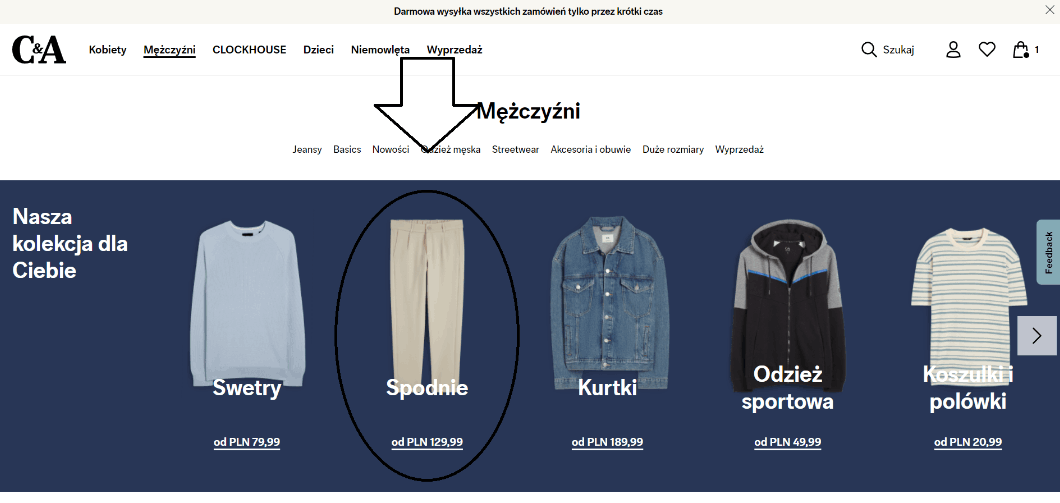 Darmowa wysyłka wszystkich zamówień tylko przez krótki czas
C&A
Kobiety Mężczyźni CLOCKHOUSE Dzieci Niemowlęta Wyprzedaż Szukaj 1
Mężczyźni
Jeansy Basics Nowości Odzież męska Streetwear Akcesoria i obuwie Duże rozmiary Wyprzedaż
Nasza
kolekcja dla
Ciebie
Swetry
od PLN 79,99
Spodnie
od PLN 129,99
Kurtki
od PLN 189,99
Odzież
sportowa
od PLN 49,99
Koszulki i
polówki
od PLN 20,99
Feedback